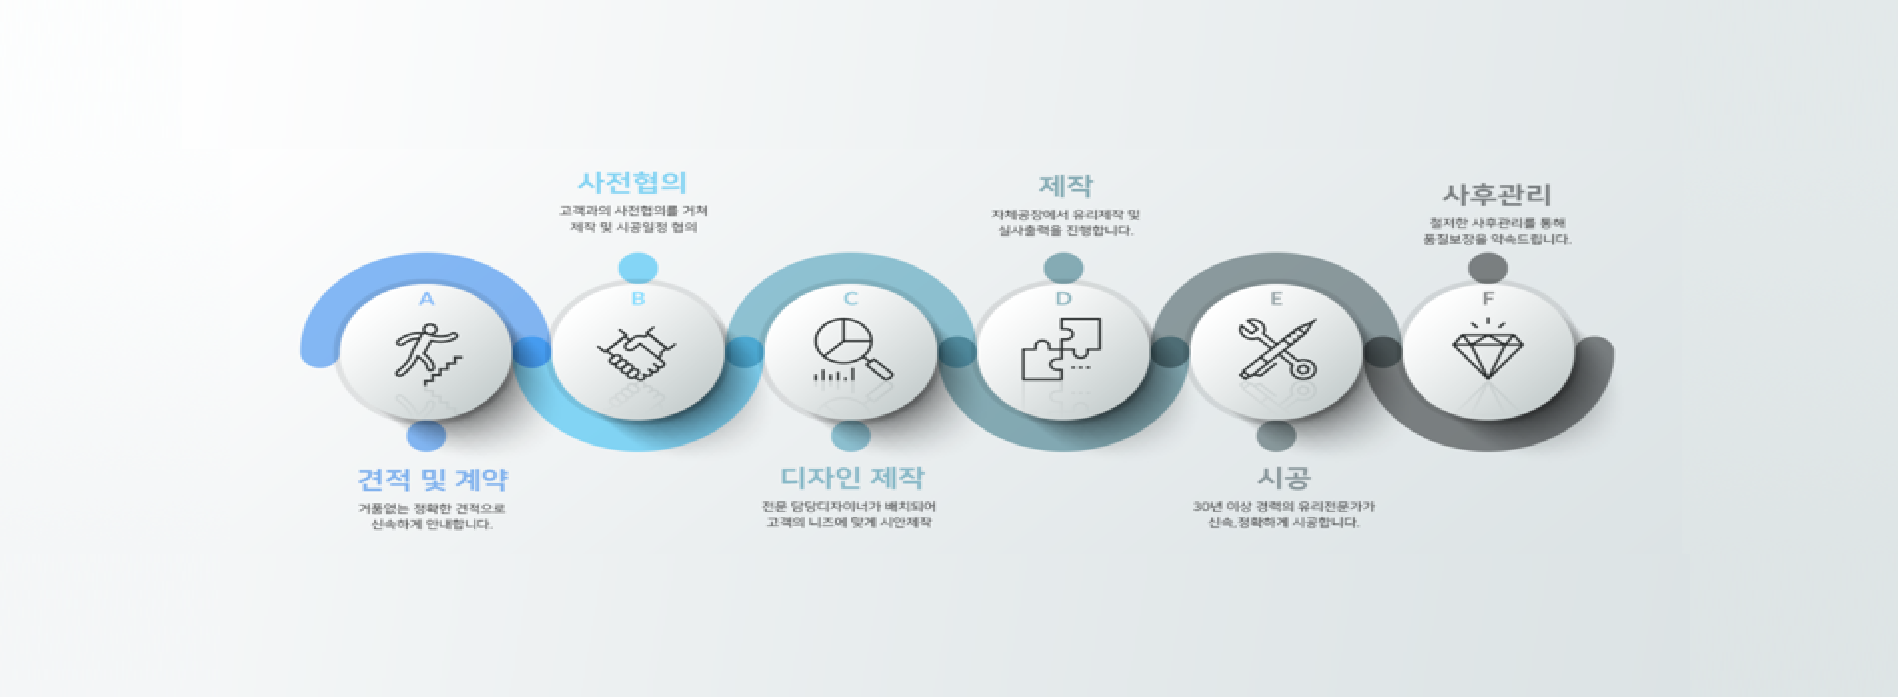 A
견적 및 계약
거품없는 정확한 견적으로
신속하게 안내합니다.
사전협의
고객과의 사전협의를 거쳐
제작 및 시공일정 협의
B
C
디자인 제작
전문 담당디자이너가 배치되어
고객의 니즈에 맞게 시안제작
제작
자체공장에서 유리제작 및
실사출력을 진행합니다.
D
E
시공
30년 이상 경력의 유리전문가가
신속,정확하게 시공합니다.
사후관리
철저한 사후관리를 통해
품질보장을 약속드립니다.
F